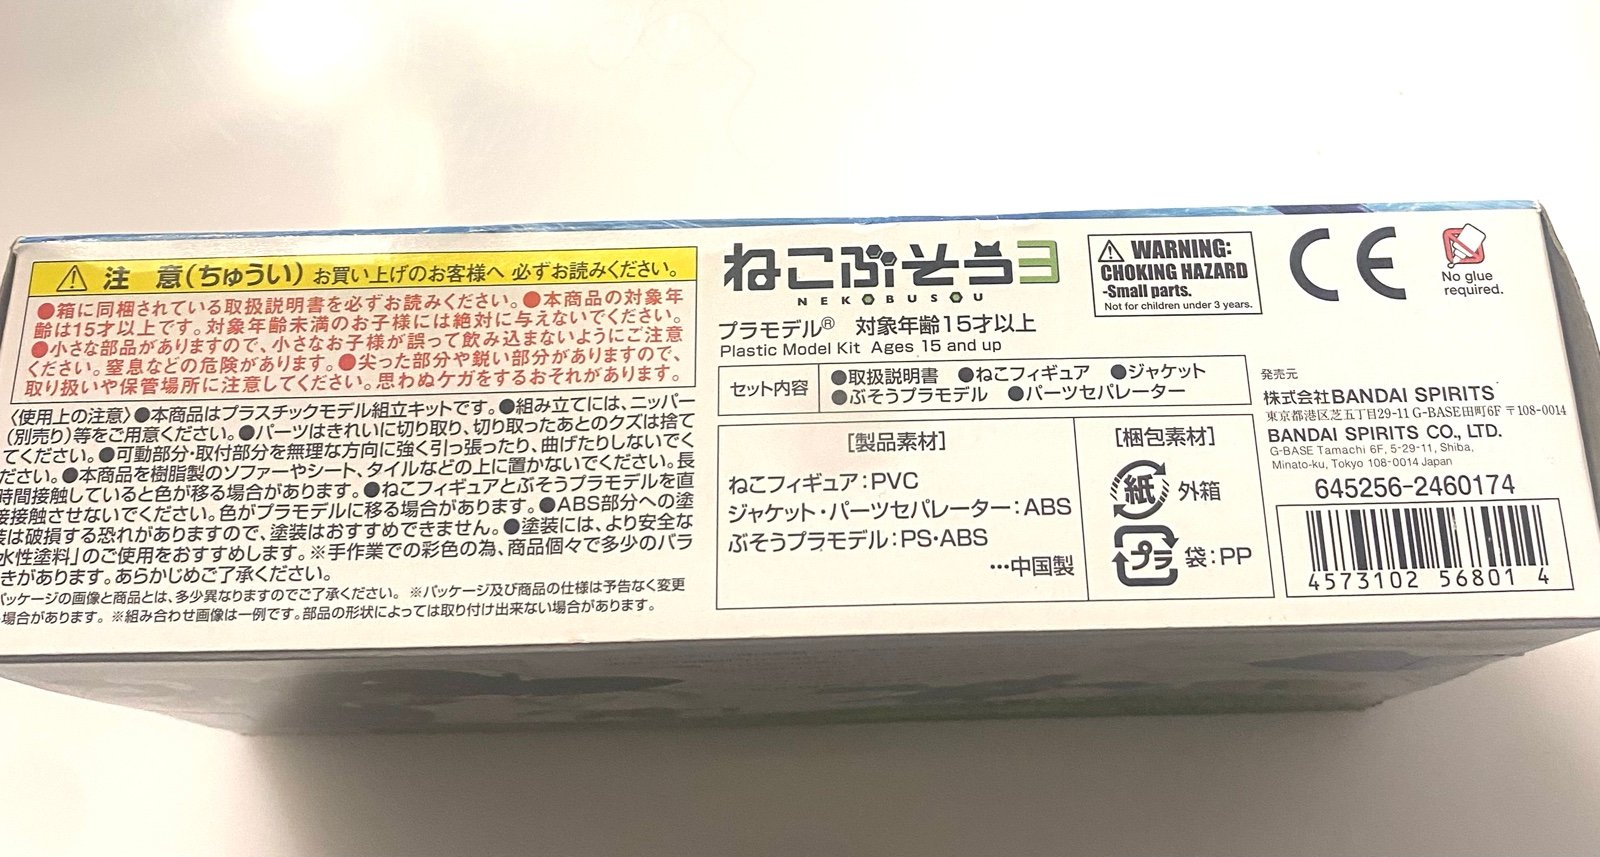 注 意(ちゅうい) お買い上げのお客様へ 必ずお読みください。
●箱に同梱されている取扱説明書を必ずお読みください。●本商品の対象年
齢は15才以上です。対象年齢未満のお子様には絶対に与えないでください。
●小さな部品がありますので、小さなお子様が誤って飲み込まないようにご注意
ください。窒息などの危険があります。●尖った部分や鋭い部分がありますので、
取り扱いや保管場所に注意してください。思わぬケガをするおそれがあります。
〈使用上の注意〉●本商品はプラスチックモデル組立キットです。●組み立てには、ニッパー
(別売り)等をご用意ください。●パーツはきれいに切り取り、切り取ったあとのクズは捨て
てください。●可動部分・取付部分を無理な方向に強く引っ張ったり、曲げたりしないでく
ださい。●本商品を樹脂製のソファーやシート、タイルなどの上に置かないでください。長
時間接触していると色が移る場合があります。●ねこフィギュアとぶそうプラモデルを直
接接触させないでください。色がプラモデルに移る場合があります。●ABS部分への塗
装は破損する恐れがありますので、塗装はおすすめできません。●塗装には、より安全な
水性塗料」のご使用をおすすめします。※手作業での彩色の為、商品個々で多少のバラ
きがあります。あらかじめご了承ください。
パッケージの画像と商品とは、多少異なりますのでご了承ください。 ※パッケージ及び商品の仕様は予告なく変更
場合があります。※組み合わせ画像は一例です。部品の形状によっては取り付け出来ない場合があります。
ねこぶそう3
NEKOBUSOU
プラモデル® 対象年齢15才以上
Plastic Model Kit Ages 15 and up
セット内容
●取扱説明書 ●ねこフィギュア ●ジャケット
●ぶそうプラモデル ●パーツセパレーター
[製品素材]
ねこフィギュア:PVC
ジャケット・パーツセパレーター:ABS
ぶそうプラモデル:PS・ABS
…中国製
[梱包素材]
紙 外箱
プラ 袋:PP
WARNING:
CHOKING HAZARD
-Small parts.
Not for children under 3 years.
CE
No glue
required.
発売元
株式会社BANDAI SPIRITS
東京都港区芝五丁目29-11 G-BASE田町6F 〒108-0014
BANDAI SPIRITS CO., LTD.
G-BASE Tamachi 6F, 5-29-11, Shiba,
Minato-ku, Tokyo 108-0014 Japan
645256-2460174
4573102 56801 4